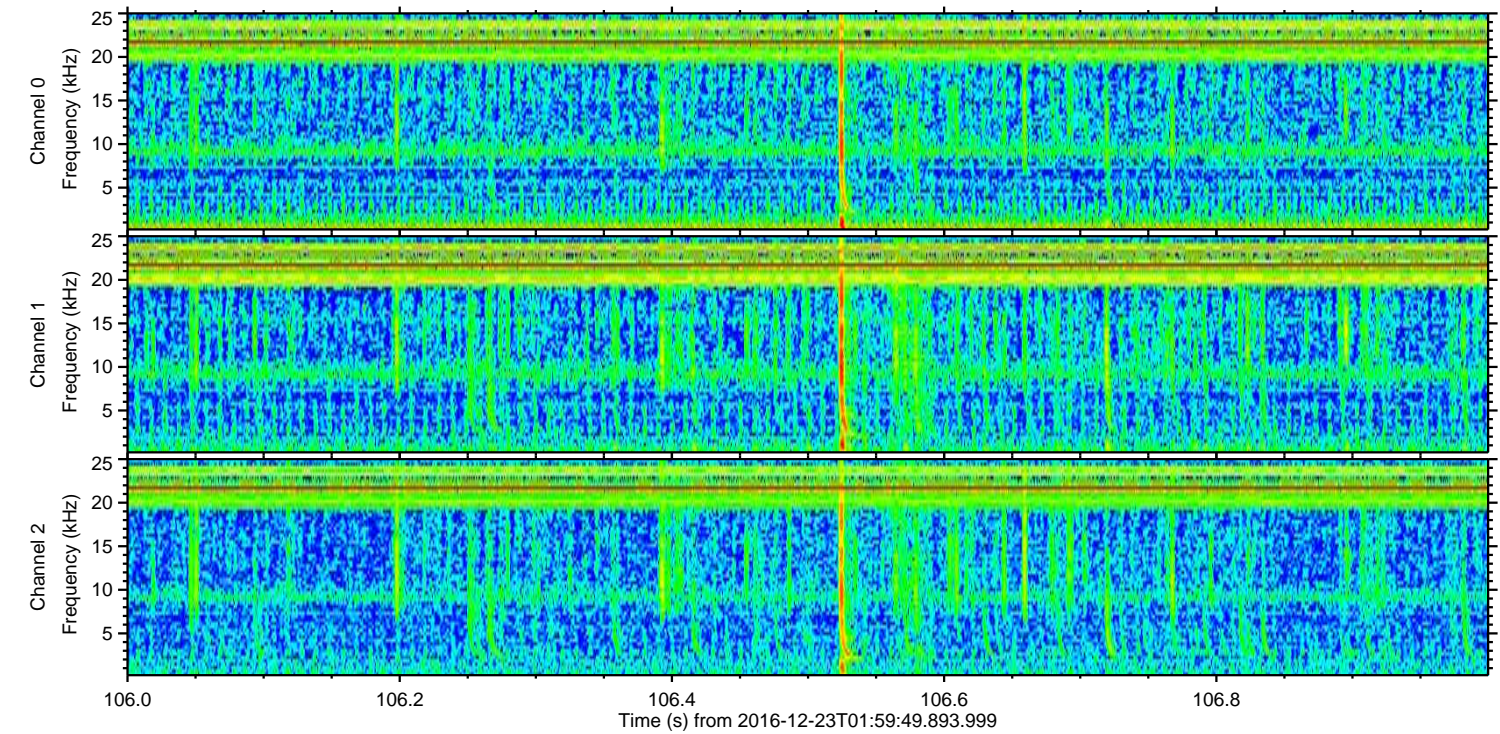 25
20
15
10
5
Channel 0
Frequency (kHz)
25
20
15
10
5
Channel 1
Frequency (kHz)
25
20
15
10
5
Channel 2
Frequency (kHz)
106.0 106.2 106.4 106.6 106.8
Time (s) from 2016-12-23T01:59:49.893.999